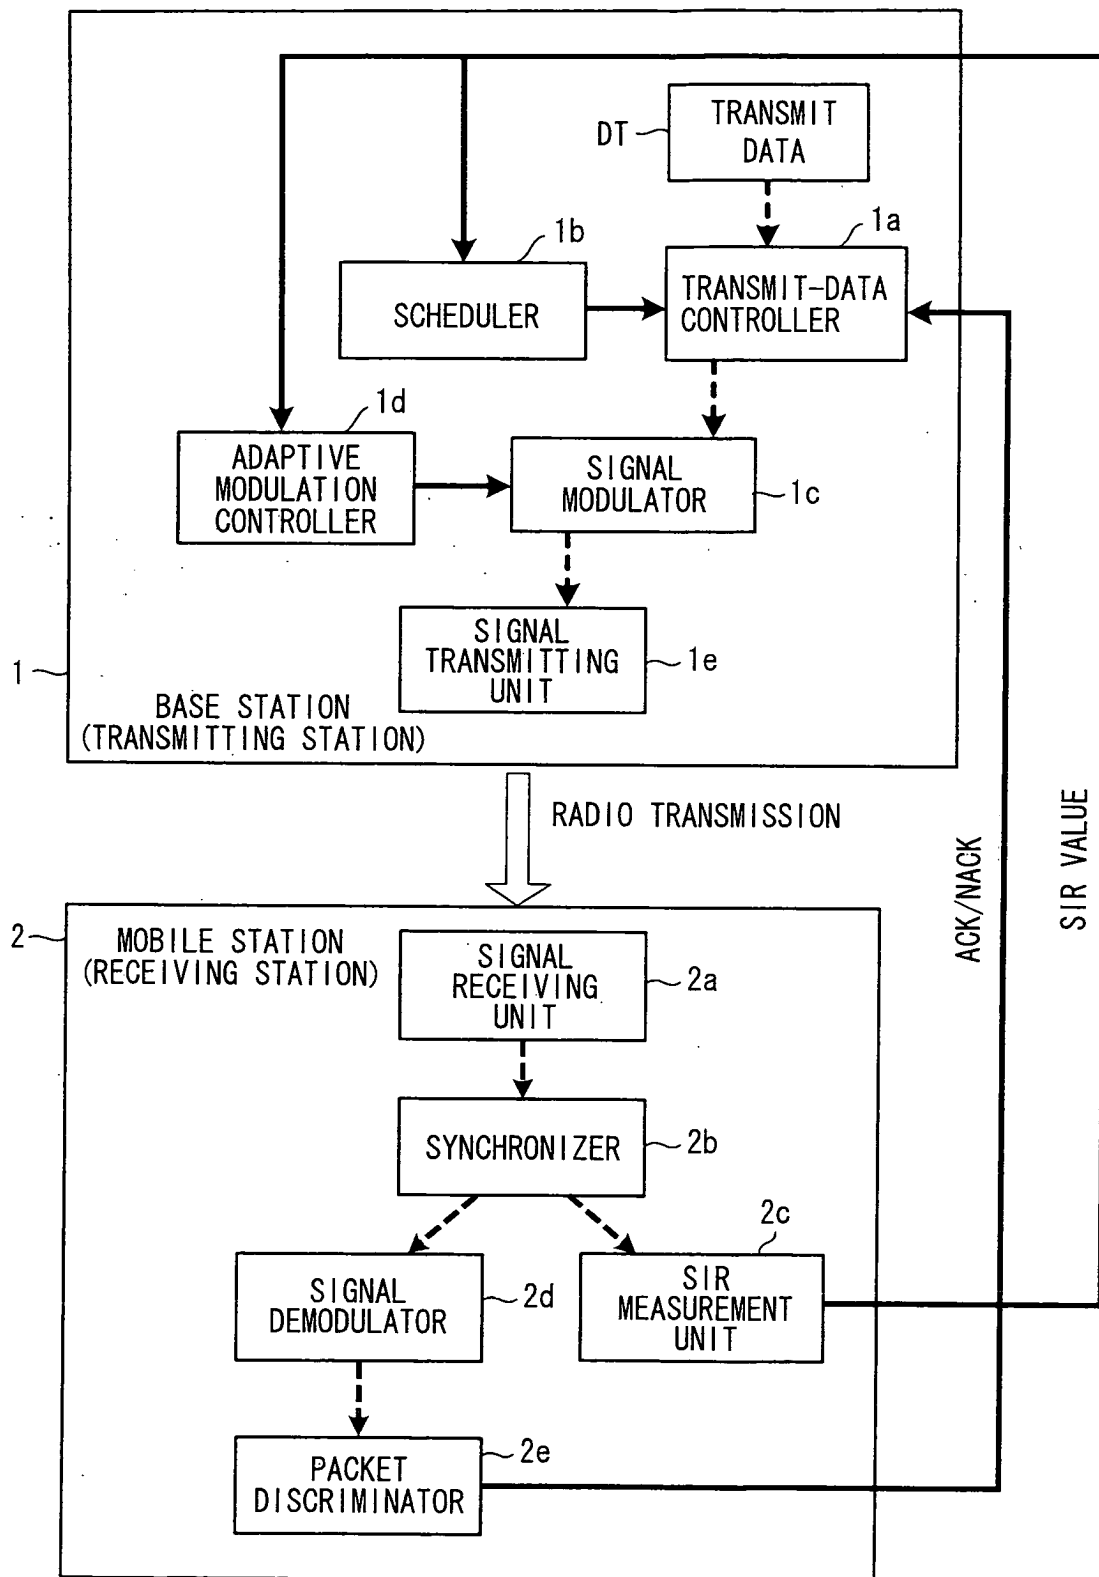 TRANSMIT
DATA
DT
1b
1a
SCHEDULER
TRANSMIT-DATA
CONTROLLER
1d
ADAPTIVE
MODULATION
CONTROLLER
SIGNAL
MODULATOR
1c
SIGNAL
TRANSMITTING
UNIT
1e
1
BASE STATION
(TRANSMITTING STATION)
RADIO TRANSMISSION
ACK/NACK
SIR VALUE
2
MOBILE STATION
(RECEIVING STATION)
SIGNAL
RECEIVING
UNIT
2a
SYNCHRONIZER
2b
2c
SIGNAL
DEMODULATOR
2d
SIR
MEASUREMENT
UNIT
2e
PACKET
DISCRIMINATOR